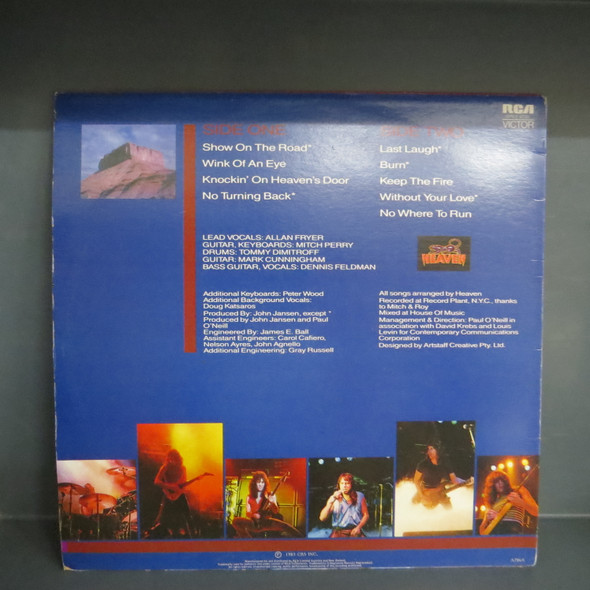 RCA
VICTOR
SIDE ONE
Show On The Road*
Wink Of An Eye
Knockin' On Heaven's Door
No Turning Back*
SIDE TWO
Last Laugh*
Burn*
Keep The Fire
Without Your Love*
No Where To Run
LEAD VOCALS: ALLAN FRYER
GUITAR, KEYBOARDS: MITCH PERRY
DRUMS: TOMMY DIMITROFF
GUITAR: MARK CUNNINGHAM
BASS GUITAR, VOCALS: DENNIS FELDMAN
HEAVEN
Additional Keyboards: Peter Wood
Additional Background Vocals:
Doug Katsaros
Produced By: John Jansen, except *
Produced by John Jansen and Paul
O'Neill
Engineered By: James E. Ball
Assistant Engineers: Carol Cafiero,
Nelson Ayres, John Agnello
Additional Engineering: Gray Russell
All songs arranged by Heaven
Recorded at Record Plant, N.Y.C., thanks
to Mitch & Roy
Mixed at House Of Music
Management & Direction: Paul O'Neill in
association with David Krebs and Louis
Levin for Contemporary Communications
Corporation
Designed by Artstaff Creative Pty. Ltd.